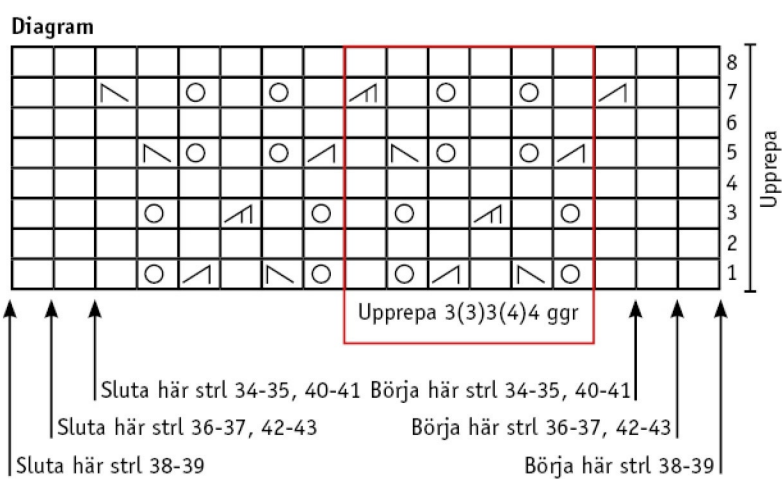 Diagram
8
7
6
5
4
3
2
1
Upprepa
Upprepa 3(3)3(4)4 ggr
Sluta här strl 34-35, 40-41 Börja här strl 34-35, 40-41
Sluta här strl 36-37, 42-43 Börja här strl 36-37, 42-43
Sluta här strl 38-39 Börja här strl 38-39